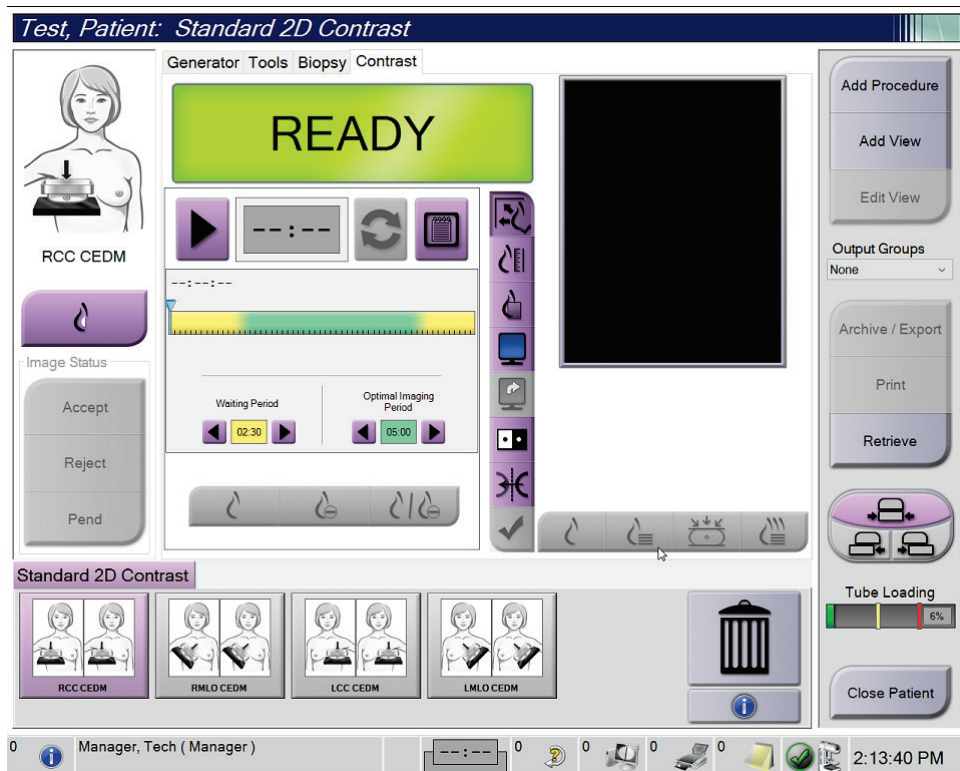 Test, Patient: Standard 2D Contrast
Generator Tools Biopsy Contrast
READY
RCC CEDM
--:--
--:--:--
Waiting Period
Optimal Imaging
Period
02:30
05:00
Image Status
Accept
Reject
Pend
Add Procedure
Add View
Edit View
Output Groups
None
Archive / Export
Print
Retrieve
Tube Loading
6%
Close Patient
Standard 2D Contrast
RCC CEDM
RMLO CEDM
LCC CEDM
LMLO CEDM
0 Manager, Tech ( Manager ) --:-- 0 0 0 0 2:13:40 PM